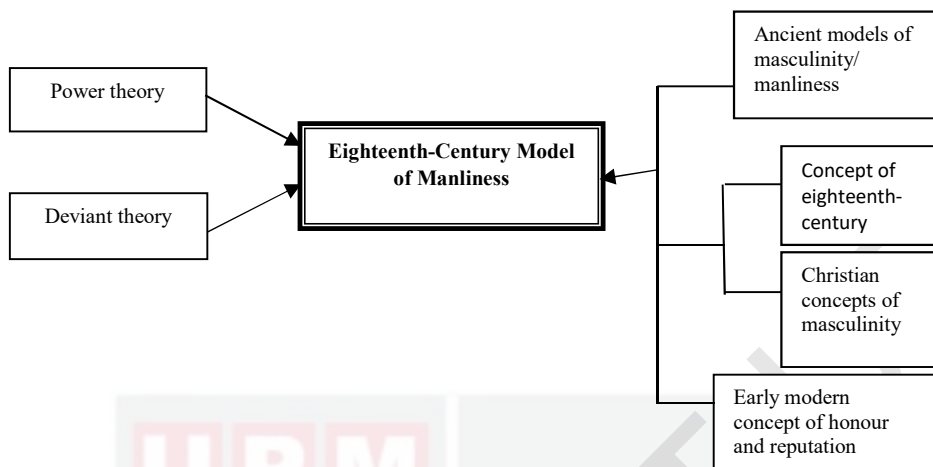 Power theory
Deviant theory
Eighteenth-Century Model
of Manliness
Ancient models of
masculinity/
manliness
Concept of
eighteenth-
century
Christian
concepts of
masculinity
Early modern
concept of honour
and reputation
UPM